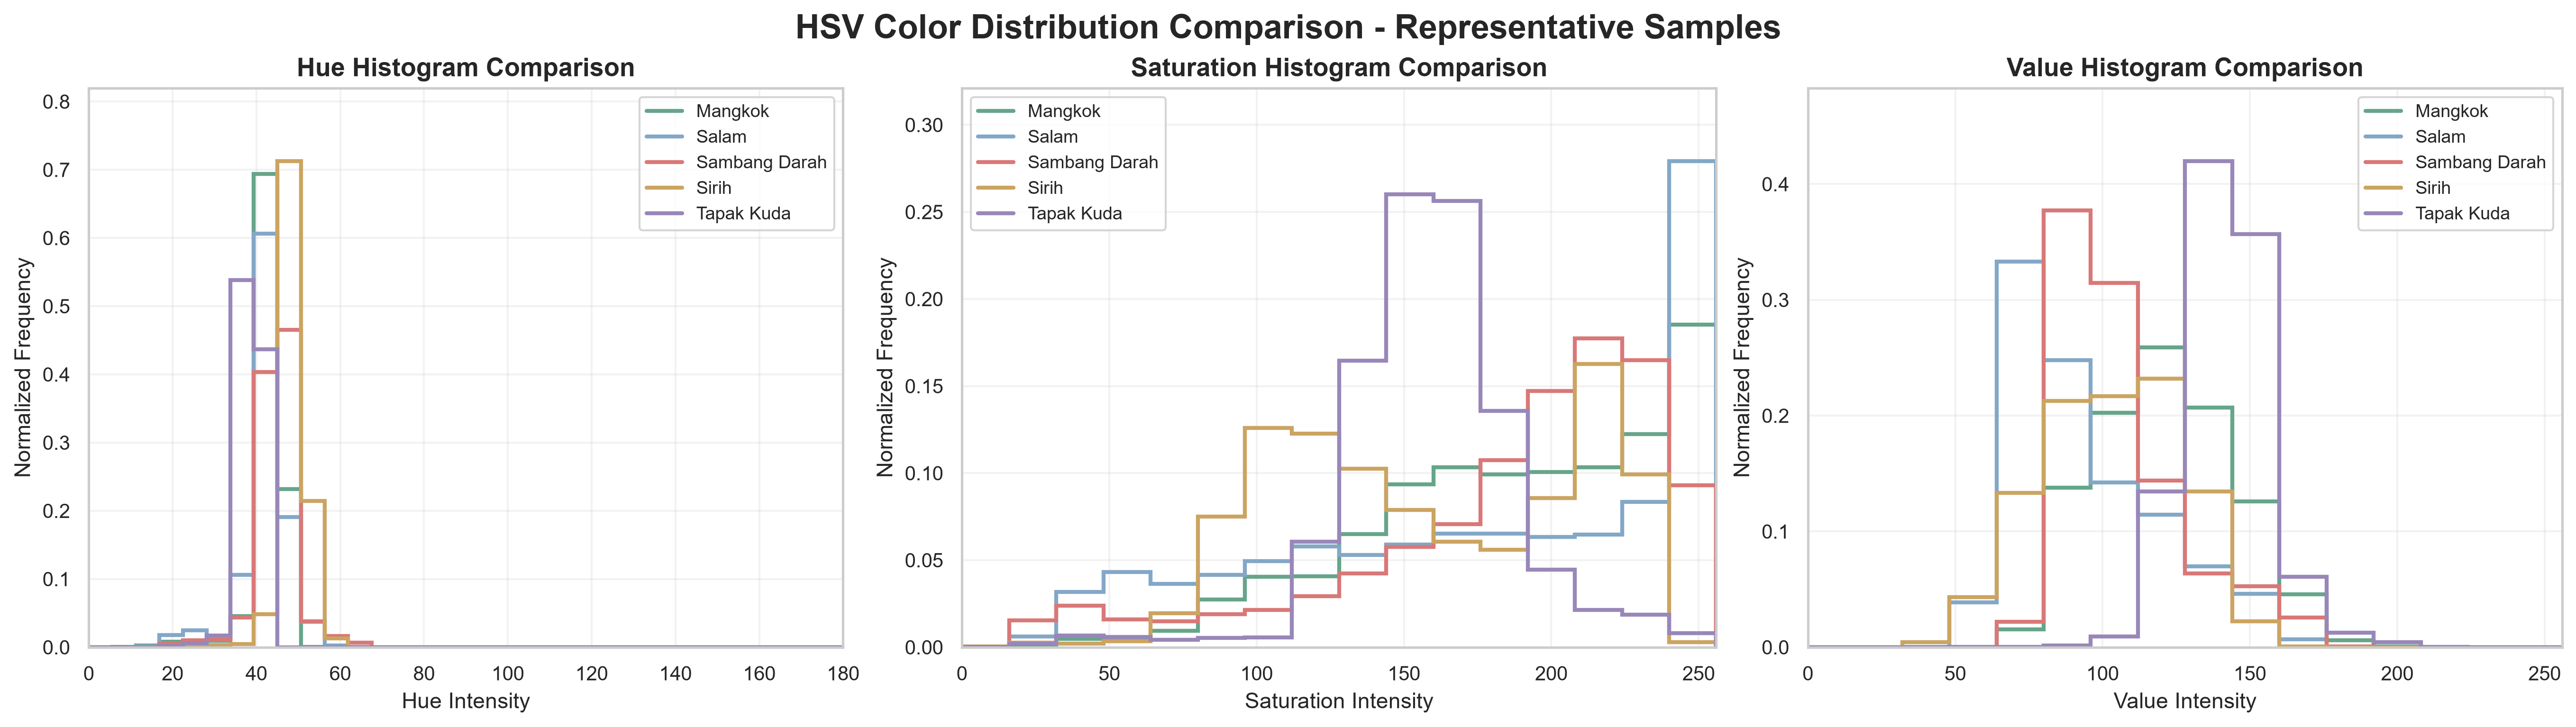 HSV Color Distribution Comparison - Representative Samples
Hue Histogram Comparison
Normalized Frequency
0.8
0.7
0.6
0.5
0.4
0.3
0.2
0.1
0.0
Mangkok
Salam
Sambang Darah
Sirih
Tapak Kuda
0 20 40 60 80 100 120 140 160 180
Hue Intensity
Saturation Histogram Comparison
Normalized Frequency
0.30
0.25
0.20
0.15
0.10
0.05
0.00
Mangkok
Salam
Sambang Darah
Sirih
Tapak Kuda
0 50 100 150 200 250
Saturation Intensity
Value Histogram Comparison
Normalized Frequency
0.4
0.3
0.2
0.1
0.0
Mangkok
Salam
Sambang Darah
Sirih
Tapak Kuda
0 50 100 150 200 250
Value Intensity